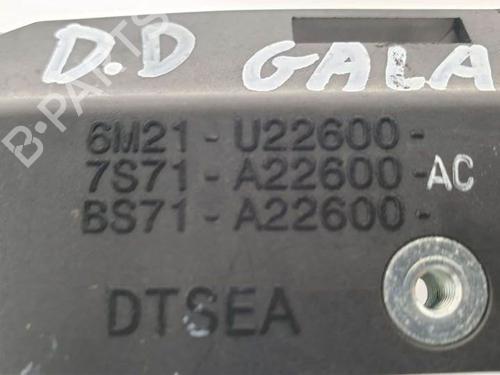 D.D GALA
B-PARTS
6M21-U22600-
7S71-A22600-AC
BS71-A22600-
DTSEA